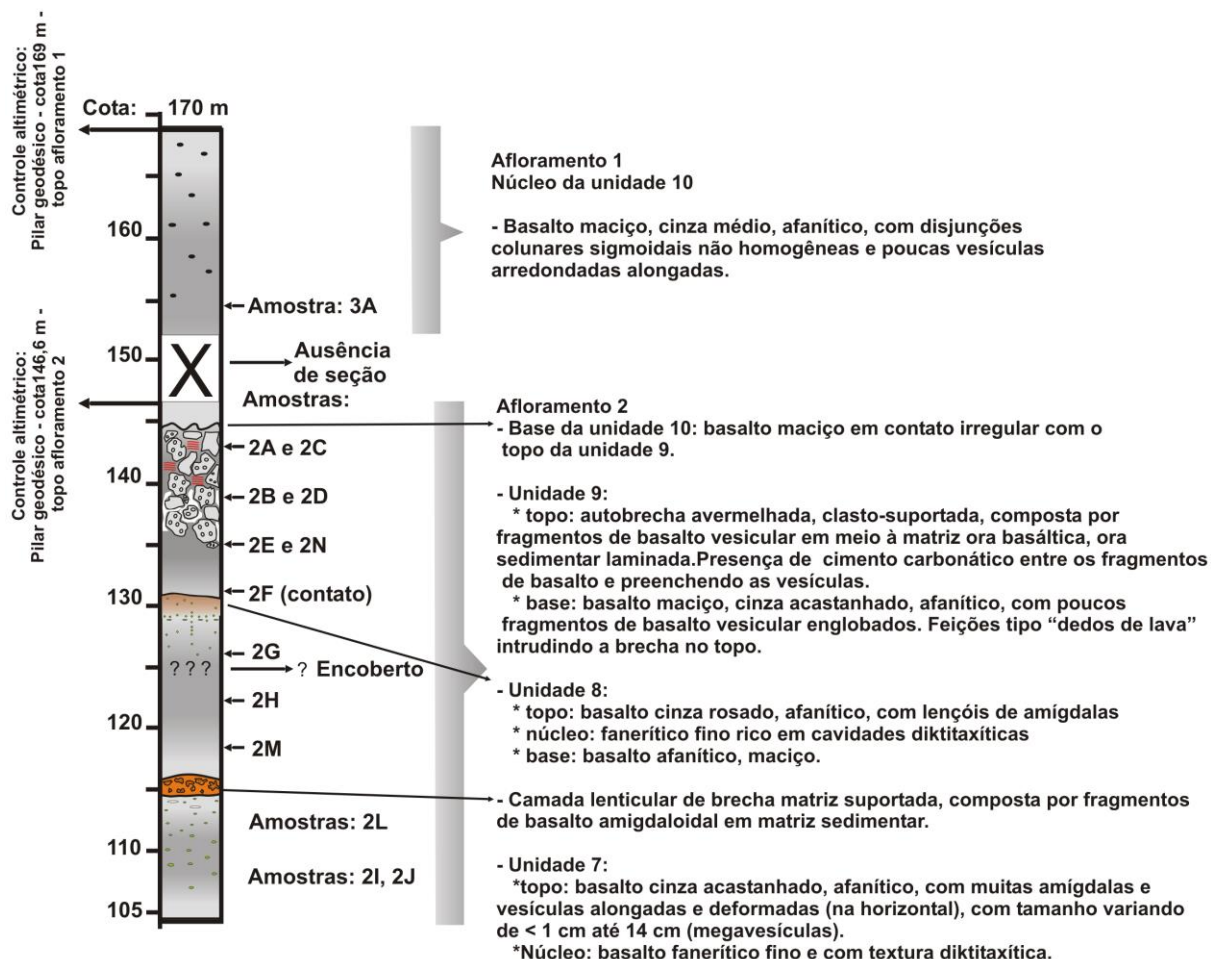 Controle altimétrico:
Pilar geodésico - cota169 m -
topo afloramento 1
Cota:
170 m
160
150
140
130
120
110
105
Amostra: 3A
X
Ausência
de seção
Controle altimétrico:
Pilar geodésico - cota146,6 m -
topo afloramento 2
Amostras:
2A e 2C
2B e 2D
2E e 2N
2F (contato)
2G
? ? ?
? Encoberto
2H
2M
Amostras: 2L
Amostras: 2I, 2J
Afloramento 1
Núcleo da unidade 10
- Basalto maciço, cinza médio, afanítico, com disjunções
colunares sigmoidais não homogêneas e poucas vesículas
arredondadas alongadas.
Afloramento 2
- Base da unidade 10: basalto maciço em contato irregular com o
topo da unidade 9.
- Unidade 9:
* topo: autobrecha avermelhada, clasto-suportada, composta por
fragmentos de basalto vesicular em meio à matriz ora basáltica, ora
sedimentar laminada.Presença de cimento carbonático entre os fragmentos
de basalto e preenchendo as vesículas.
* base: basalto maciço, cinza acastanhado, afanítico, com poucos
fragmentos de basalto vesicular englobados. Feições tipo “dedos de lava”
intrudindo a brecha no topo.
- Unidade 8:
* topo: basalto cinza rosado, afanítico, com lençóis de amígdalas
* núcleo: fanerítico fino rico em cavidades diktitaxíticas
* base: basalto afanítico, maciço.
- Camada lenticular de brecha matriz suportada, composta por fragmentos
de basalto amigdaloidal em matriz sedimentar.
- Unidade 7:
*topo: basalto cinza acastanhado, afanítico, com muitas amígdalas e
vesículas alongadas e deformadas (na horizontal), com tamanho variando
de < 1 cm até 14 cm (megavesículas).
*Núcleo: basalto fanerítico fino e com textura diktitaxítica.